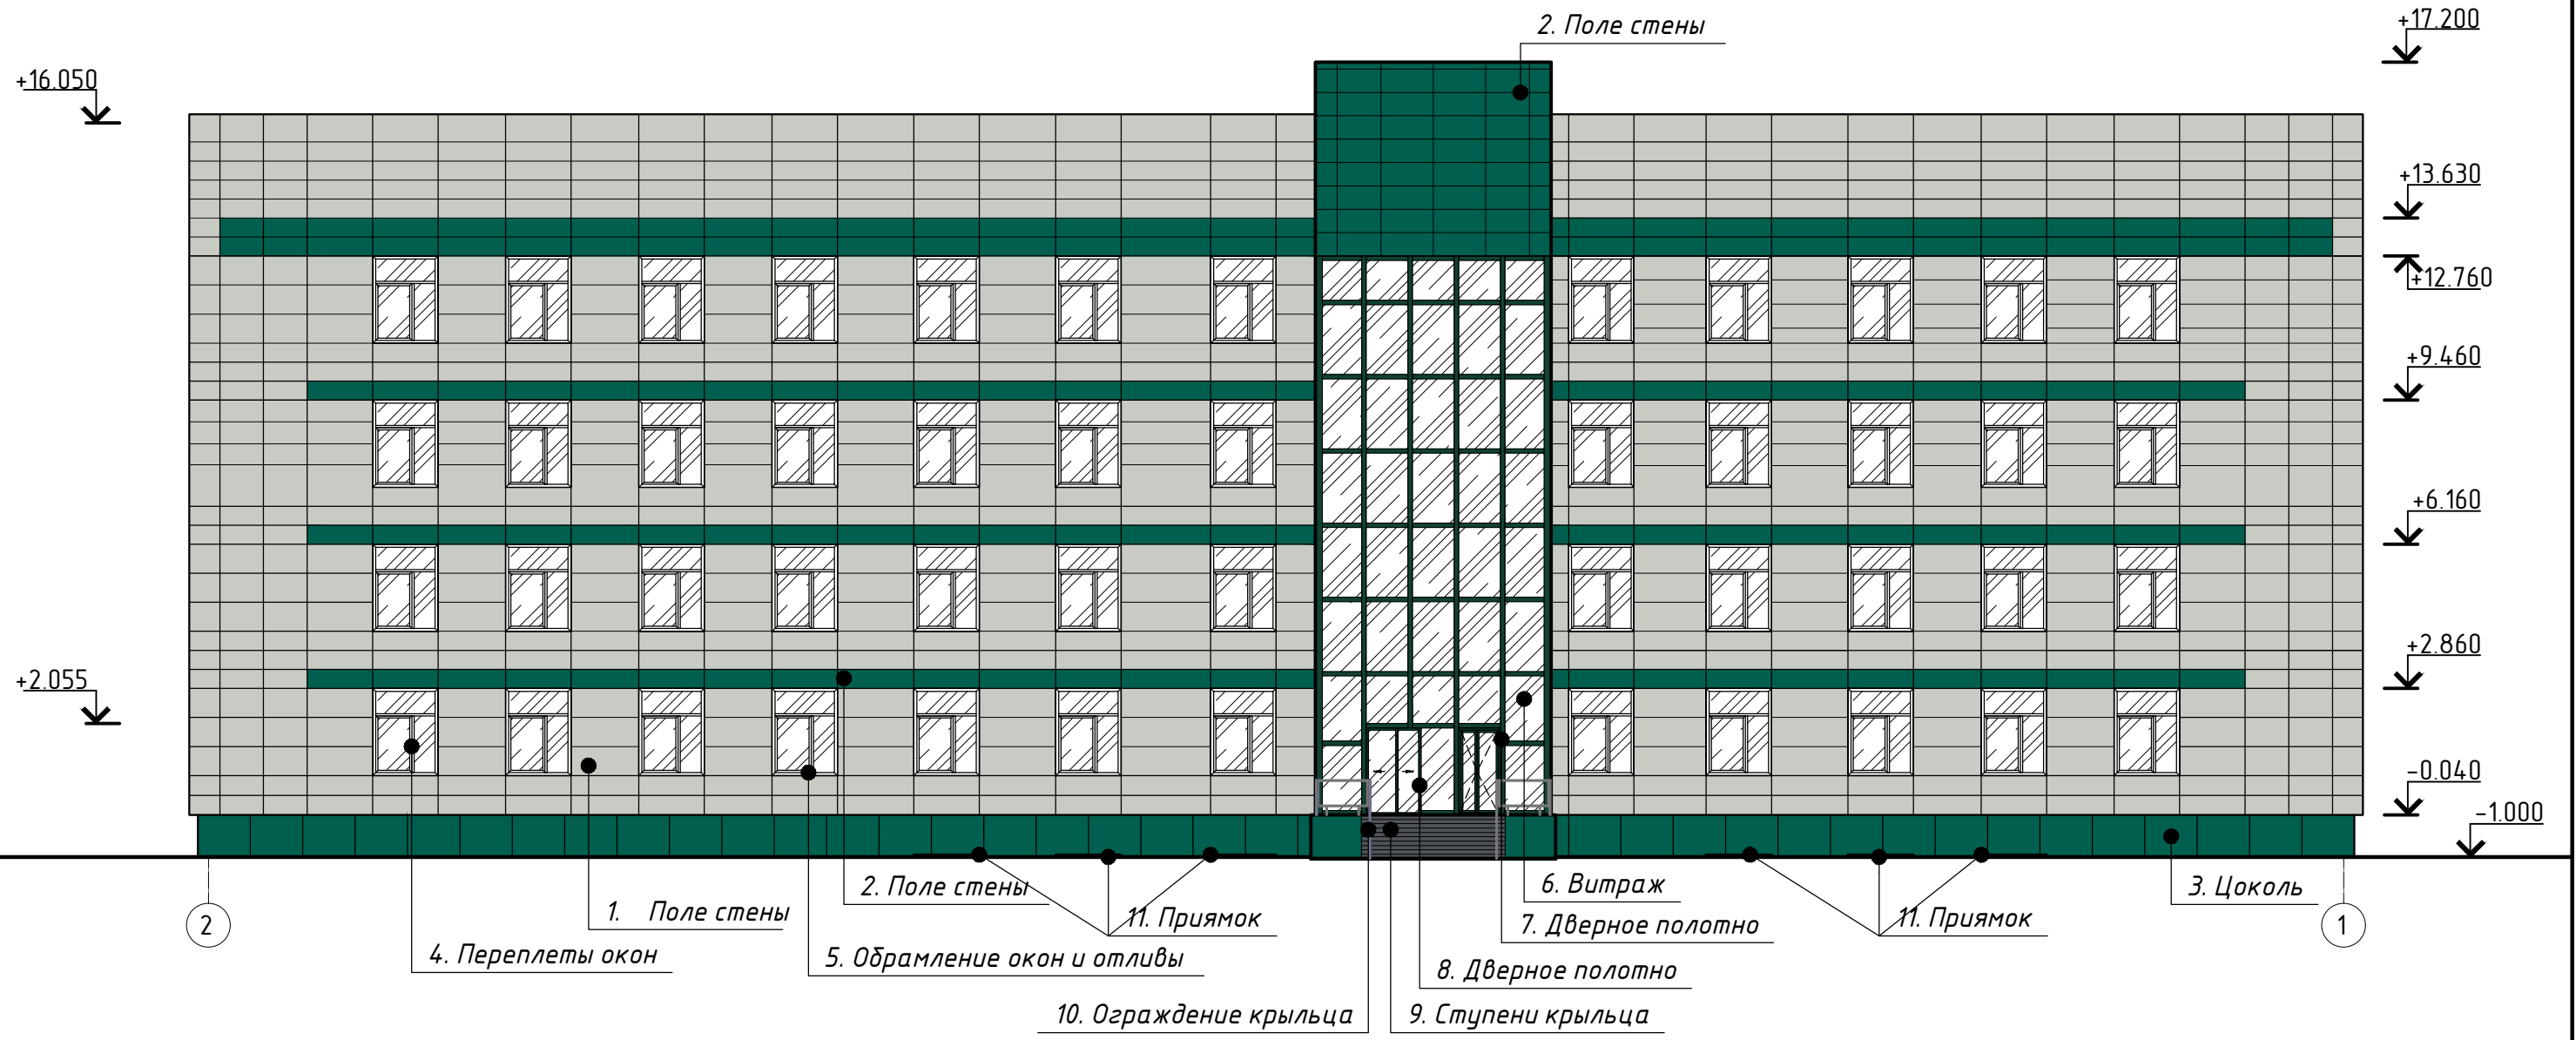 2. Поле стены
+17.200
+16.050
+13.630
+12.760
+9.460
+6.160
+2.860
+2.055
-0.040
-1.000
2. Поле стены
6. Витраж
3. Цоколь
1. Поле стены
11. Приямок
11. Приямок
2
1
7. Дверное полотно
4. Переплеты окон
5. Обрамление окон и отливы
8. Дверное полотно
10. Ограждение крыльца
9. Ступени крыльца